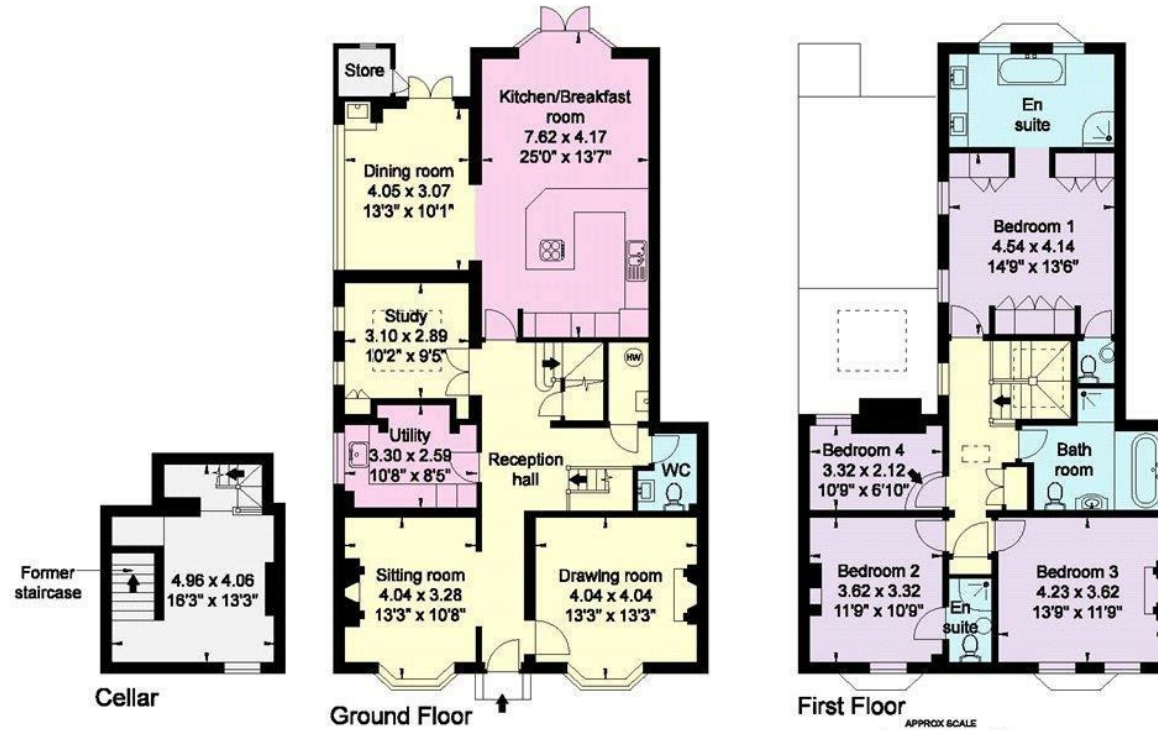 Former
staircase
4.96 x 4.06
16'3" x 13'3"
Cellar
Store
Kitchen/Breakfast
room
7.62 x 4.17
25'0" x 13'7"
Dining room
4.05 x 3.07
13'3" x 10'1"
Study
3.10 x 2.89
10'2" x 9'5"
HW
Utility
3.30 x 2.59
10'8" x 8'5"
Reception
hall
WC
Sitting room
4.04 x 3.28
13'3" x 10'8"
Drawing room
4.04 x 4.04
13'3" x 13'3"
Ground Floor
En
suite
Bedroom 1
4.54 x 4.14
14'9" x 13'6"
Bedroom 4
3.32 x 2.12
10'9" x 6'10"
Bath
room
Bedroom 2
3.62 x 3.32
11'9" x 10'9"
En
suite
Bedroom 3
4.23 x 3.62
13'9" x 11'9"
First Floor
APPROX SCALE